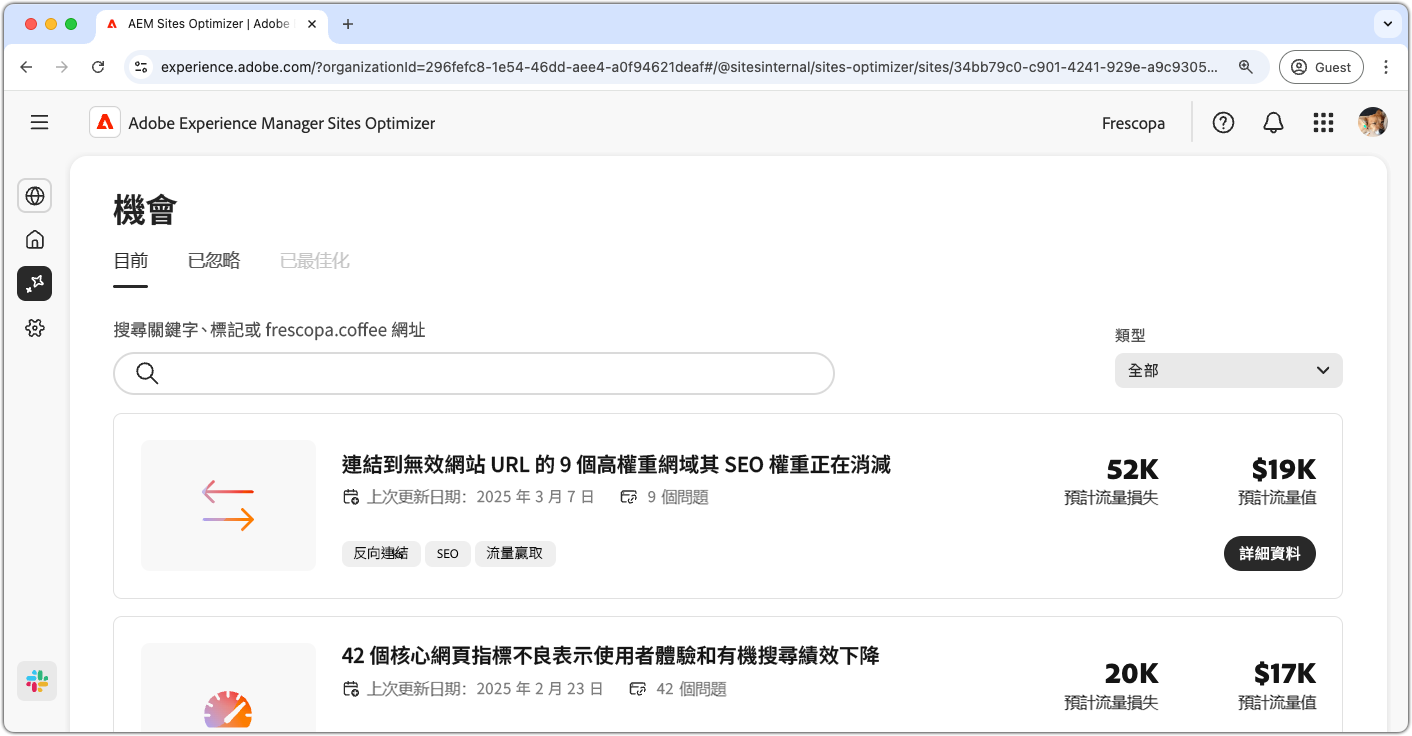 AEM Sites Optimizer | Adobe
experience.adobe.com/?organizationId=296fefc8-1e54-46dd-aee4-a0f94621deaf#/@sitesinternal/sites-optimizer/sites/34bb79c0-c901-4241-929e-a9c9305...
Guest
Adobe Experience Manager Sites Optimizer
Frescopa
機會
目前 已忽略 已最佳化
搜尋關鍵字、標記或 frescopa.coffee 網址
類型
全部
連結到無效網站 URL 的 9 個高權重網域其 SEO 權重正在消減
52K $19K
上次更新日期：2025 年 3 月 7 日 9 個問題
預計流量損失 預計流量值
反向連結 SEO 流量贏取
詳細資料
42 個核心網頁指標不良表示使用者體驗和有機搜尋績效下降
20K $17K
上次更新日期：2025 年 2 月 23 日 42 個問題
預計流量損失 預計流量值